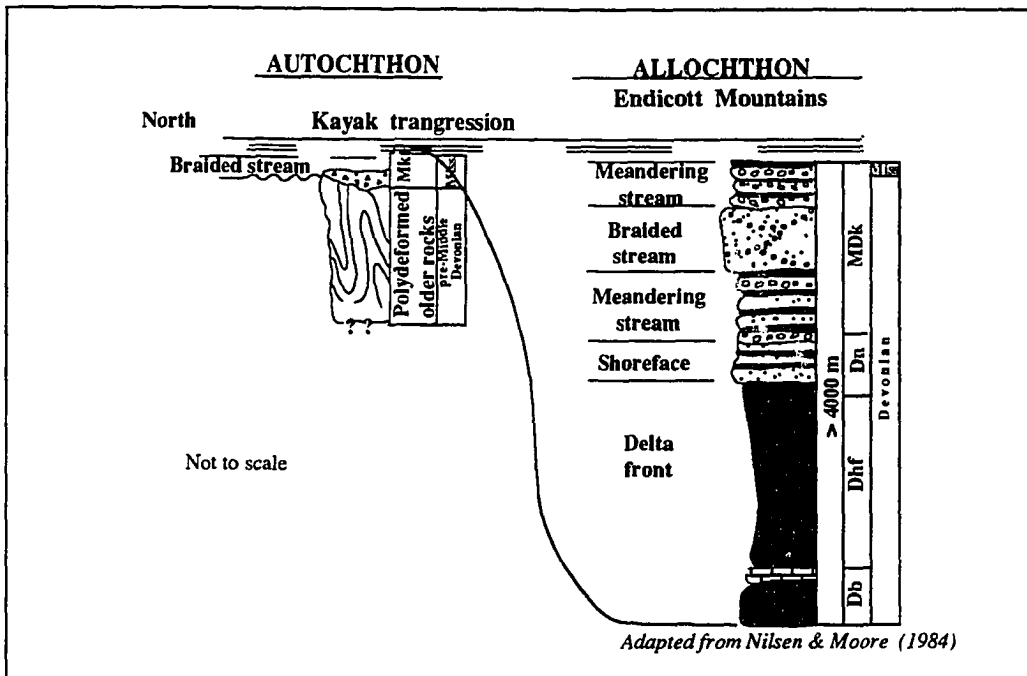 AUTOCHTHON
ALLOCHTHON
Endicott Mountains
North
Kayak trangression
Braided stream
Mk
Miss
Polydeformed
older rocks
pre-Middle
Devonian
? ?
Not to scale
Meandering
stream
Braided
stream
Meandering
stream
Shoreface
Delta
front
> 4000 m
MDk
Dn
Dhf
Db
Miss
Devonian
Adapted from Nilsen & Moore (1984)